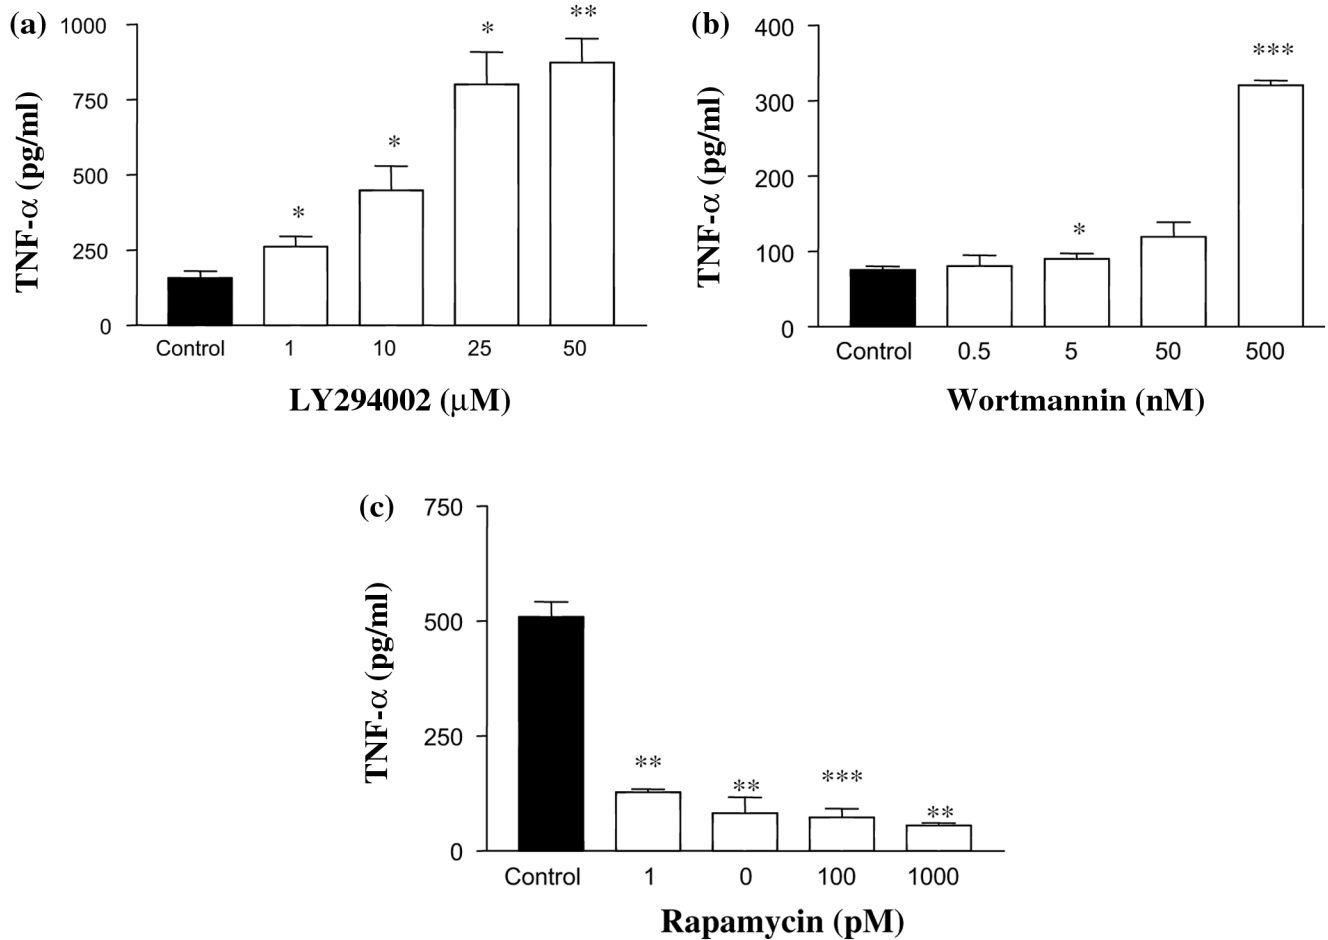 (a)
TNF-α (pg/ml)
1000
750
500
250
0
*
*
*
**
Control 1 10 25 50
LY294002 (μM)
(b)
TNF-α (pg/ml)
400
300
200
100
0
*
***
Control 0.5 5 50 500
Wortmannin (nM)
(c)
TNF-α (pg/ml)
750
500
250
0
**
**
***
**
Control 1 0 100 1000
Rapamycin (pM)